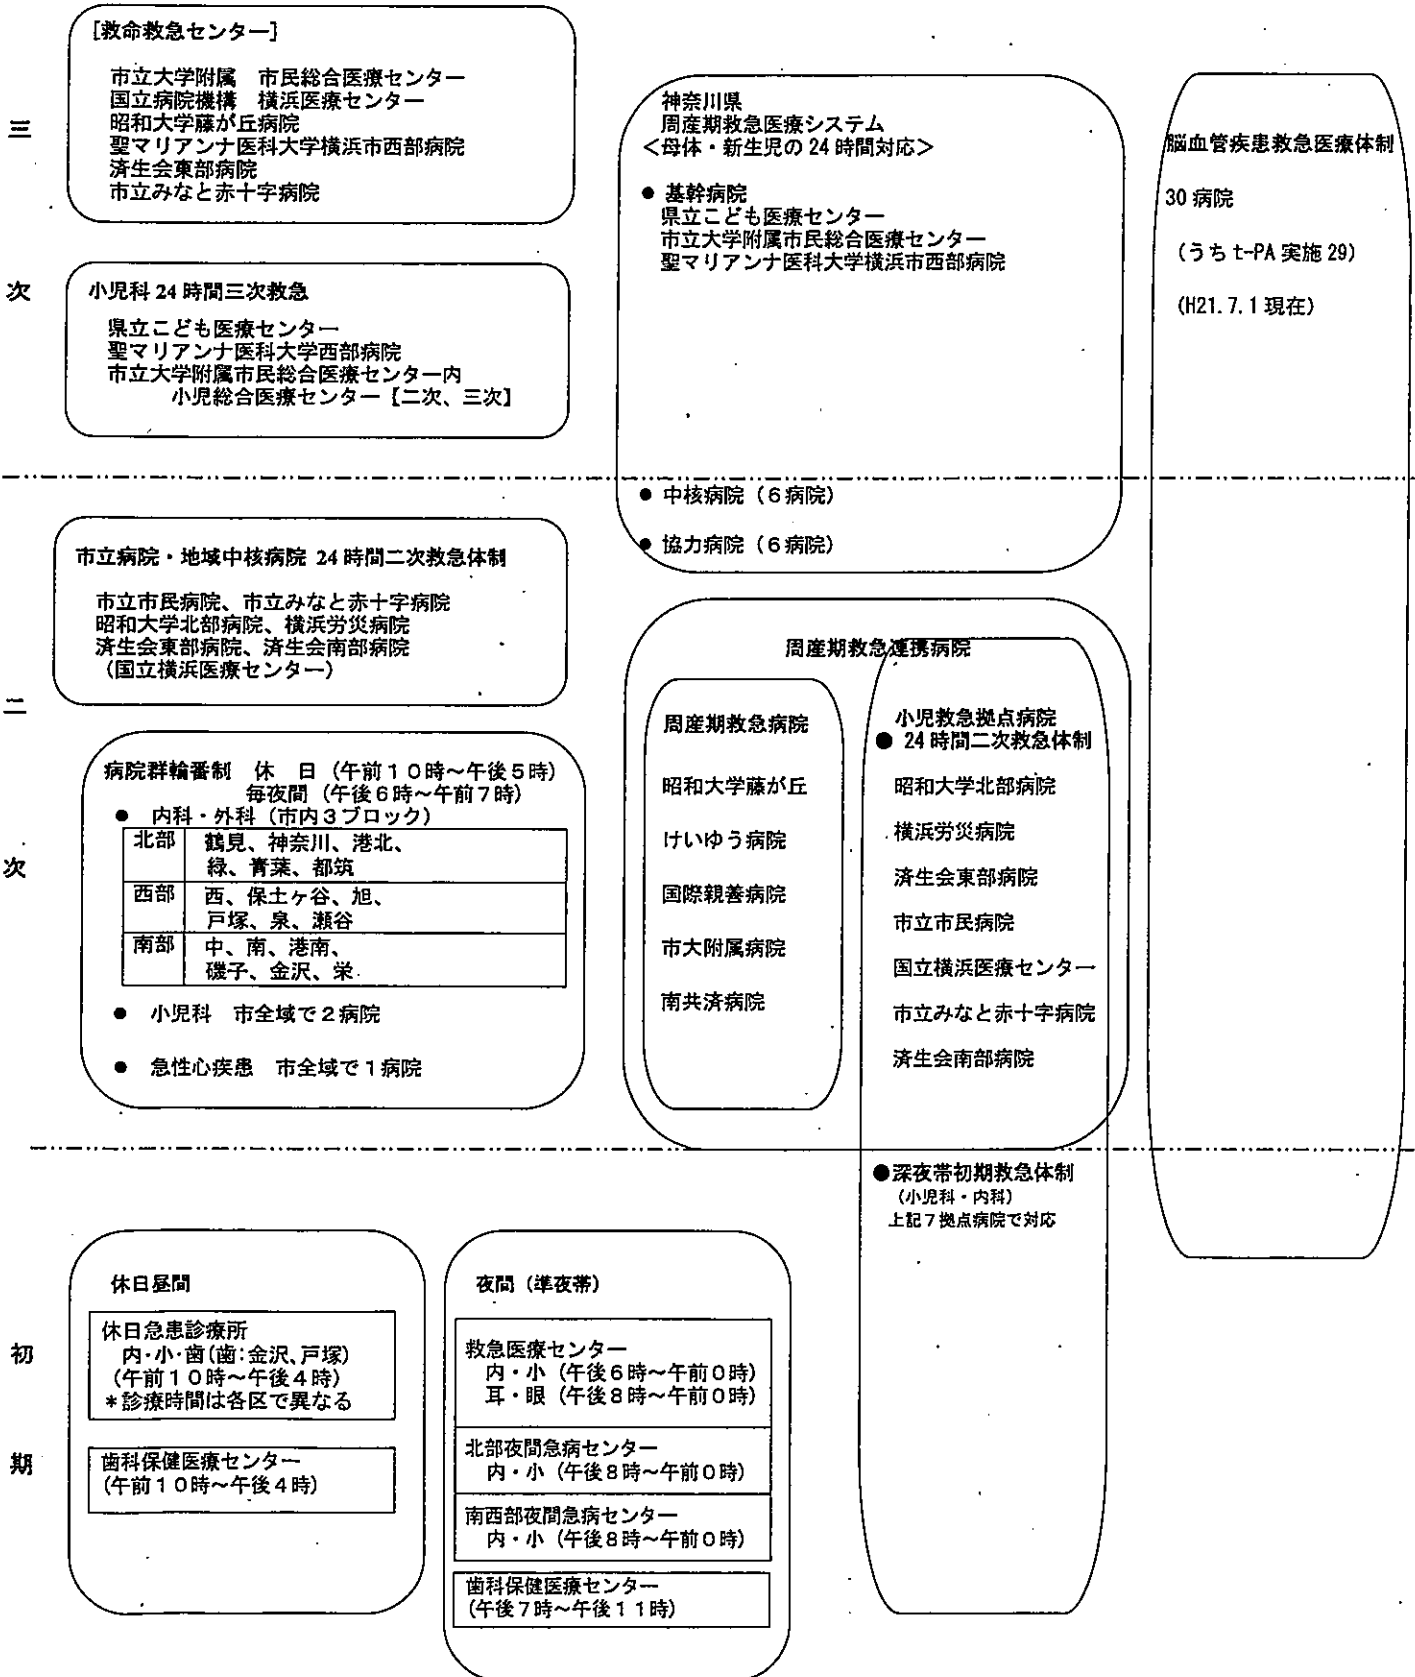 三
次
[救命救急センター]
市立大学附属　市民総合医療センター
国立病院機構　横浜医療センター
昭和大学藤が丘病院
聖マリアンナ医科大学横浜市西部病院
済生会東部病院
市立みなと赤十字病院
小児科 24 時間三次救急
県立こども医療センター
聖マリアンナ医科大学西部病院
市立大学附属市民総合医療センター内
小児総合医療センター【二次、三次】
神奈川県
周産期救急医療システム
＜母体・新生児の 24 時間対応＞
● 基幹病院
県立こども医療センター
市立大学附属市民総合医療センター
聖マリアンナ医科大学横浜市西部病院
● 中核病院（６病院）
● 協力病院（６病院）
脳血管疾患救急医療体制
30 病院
（うち t-PA 実施 29）
（H21. 7. 1 現在）
二
次
市立病院・地域中核病院 24 時間二次救急体制
市立市民病院、市立みなと赤十字病院
昭和大学北部病院、横浜労災病院
済生会東部病院、済生会南部病院
（国立横浜医療センター）
病院群輪番制　休　日（午前１０時～午後５時）
毎夜間（午後６時～午前７時）
● 内科・外科（市内３ブロック）
北部　鶴見、神奈川、港北、
緑、青葉、都筑
西部　西、保土ヶ谷、旭、
戸塚、泉、瀬谷
南部　中、南、港南、
磯子、金沢、栄
● 小児科　市全域で２病院
● 急性心疾患　市全域で１病院
周産期救急連携病院
周産期救急病院
昭和大学藤が丘
けいゆう病院
国際親善病院
市大附属病院
南共済病院
小児救急拠点病院
● 24 時間二次救急体制
昭和大学北部病院
横浜労災病院
済生会東部病院
市立市民病院
国立横浜医療センター
市立みなと赤十字病院
済生会南部病院
●深夜帯初期救急体制
（小児科・内科）
上記７拠点病院で対応
初
期
休日昼間
休日急患診療所
内・小・歯（歯：金沢、戸塚）
（午前１０時～午後４時）
＊診療時間は各区で異なる
歯科保健医療センター
（午前１０時～午後４時）
夜間（準夜帯）
救急医療センター
内・小（午後６時～午前０時）
耳・眼（午後８時～午前０時）
北部夜間急病センター
内・小（午後８時～午前０時）
南西部夜間急病センター
内・小（午後８時～午前０時）
歯科保健医療センター
（午後７時～午後１１時）